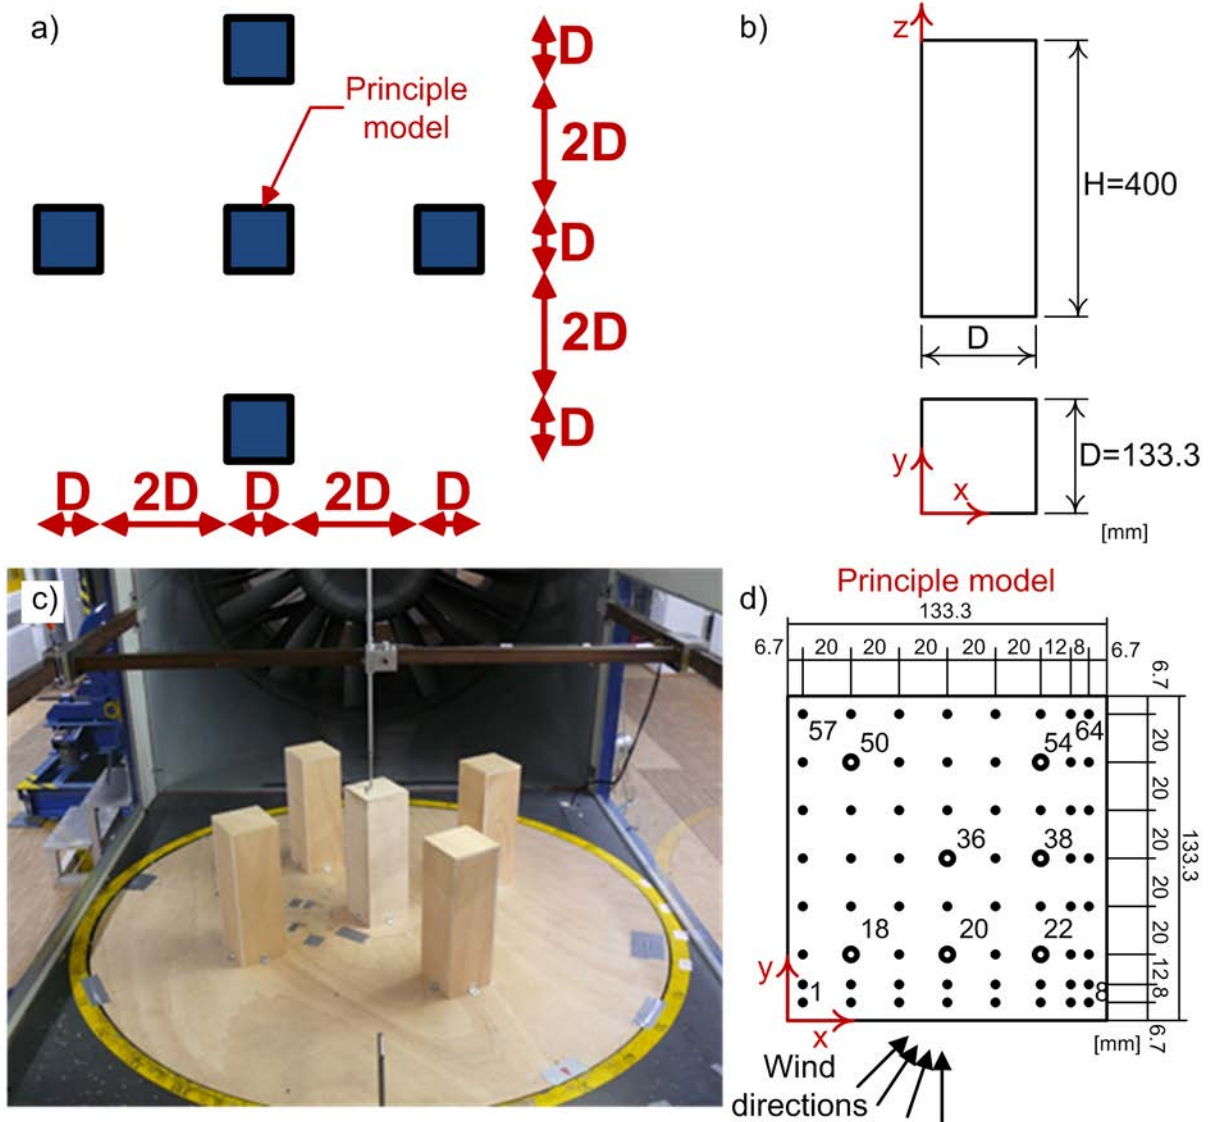 a)
Principle
model
D
2D
D
2D
D
D
2D
D
2D
D
b)
z
H=400
D
y
x
D=133.3
[mm]
c)
d)
Principle model
133.3
6.7
20
20
20
20
20
12
8
6.7
6.7
20
20
20
20
20
12
8
6.7
133.3
57
64
50
54
36
38
18
20
22
1
8
y
x
[mm]
Wind
directions